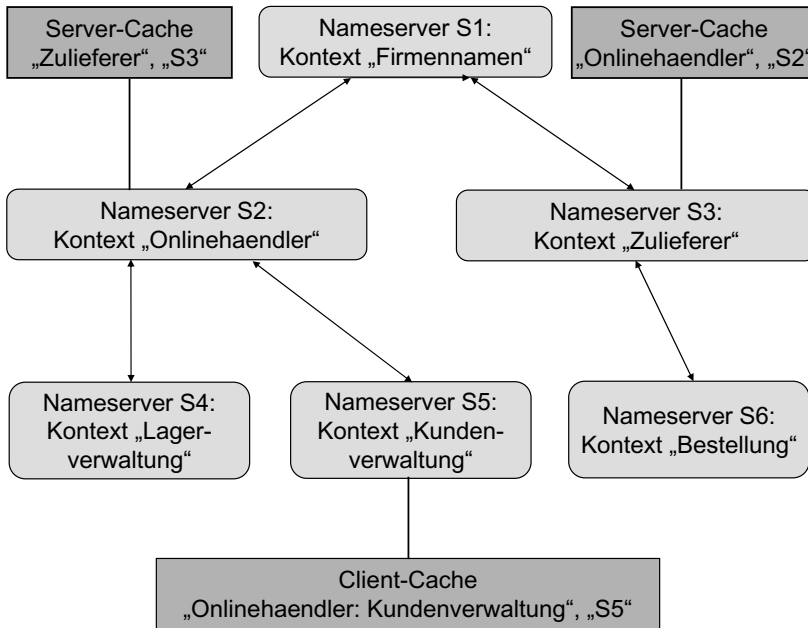 Server-Cache
„Zulieferer“, „S3“
Nameserver S1:
Kontext „Firmennamen“
Server-Cache
„Onlinehaendler“, „S2“
Nameserver S2:
Kontext „Onlinehaendler“
Nameserver S3:
Kontext „Zulieferer“
Nameserver S4:
Kontext „Lager-
verwaltung“
Nameserver S5:
Kontext „Kunden-
verwaltung“
Nameserver S6:
Kontext „Bestellung“
Client-Cache
„Onlinehaendler: Kundenverwaltung“, „S5“